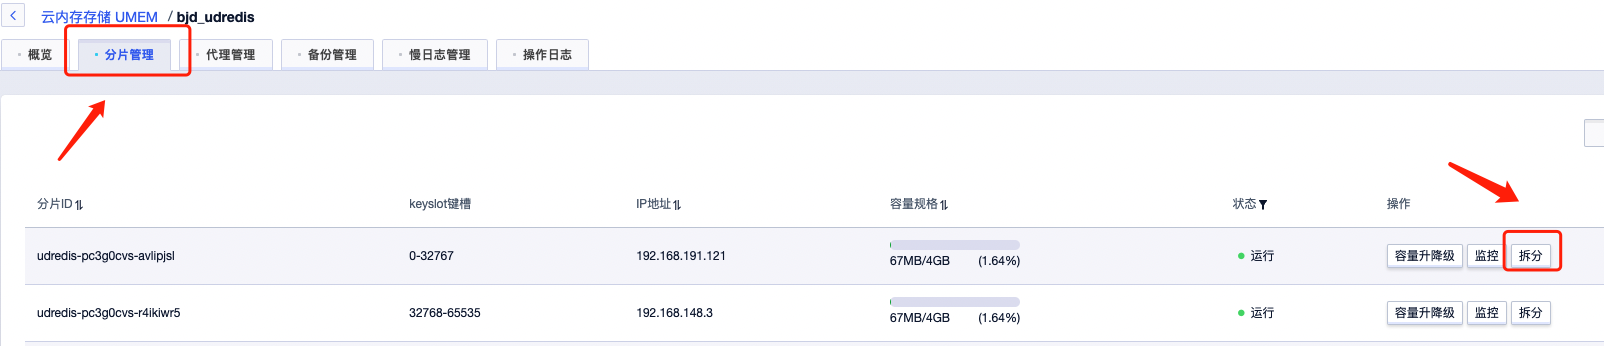 云内存存储 UMEM / bjd_udredis
概览 分片管理 代理管理 备份管理 慢日志管理 操作日志
分片ID keyslot键槽 IP地址 容量规格 状态 操作
udredis-pc3g0cvs-avlipjsl 0-32767 192.168.191.121 67MB/4GB (1.64%) 运行 容量升降级 监控 拆分
udredis-pc3g0cvs-r4ikiwr5 32768-65535 192.168.148.3 67MB/4GB (1.64%) 运行 容量升降级 监控 拆分